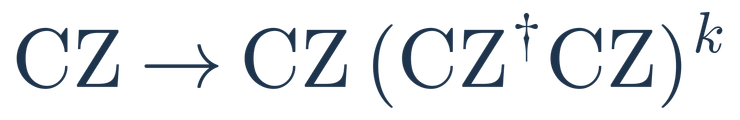 CZ → CZ (CZ†CZ)ᵏ